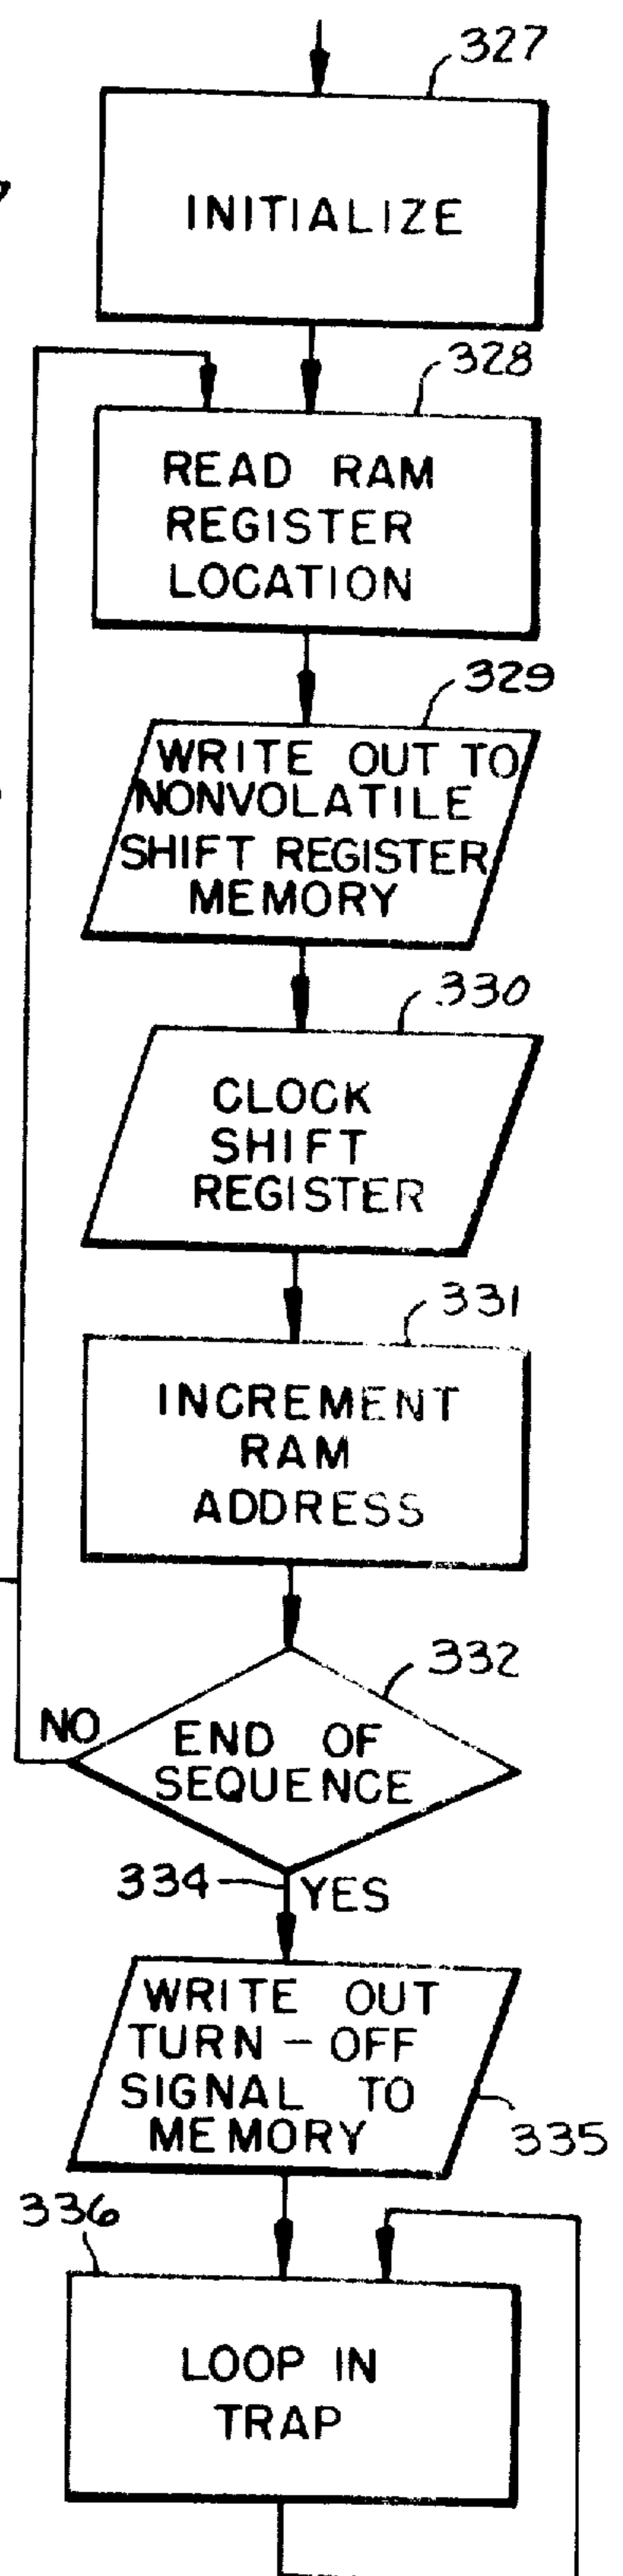 327
INITIALIZE
328
READ RAM
REGISTER
LOCATION
329
WRITE OUT TO
NONVOLATILE
SHIFT REGISTER
MEMORY
330
CLOCK
SHIFT
REGISTER
331
INCREMENT
RAM
ADDRESS
332
NO
END OF
SEQUENCE
334
YES
WRITE OUT
TURN - OFF
SIGNAL TO
MEMORY
335
336
LOOP IN
TRAP